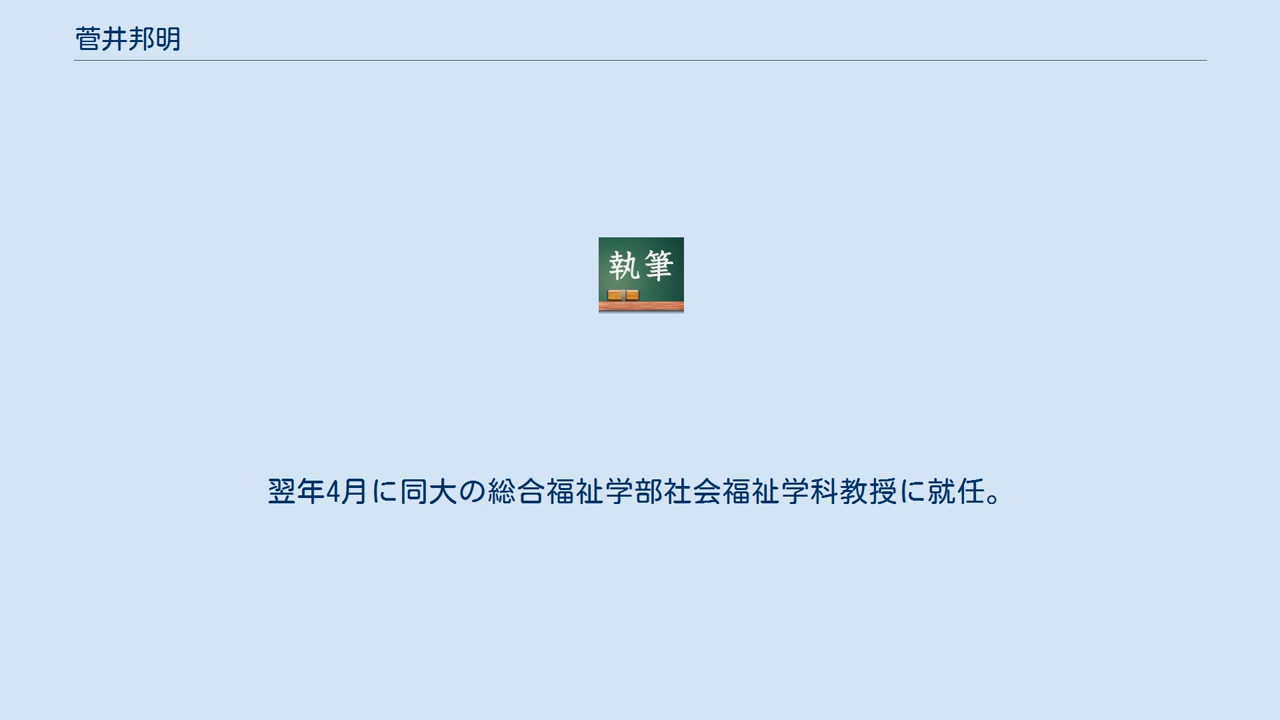 菅井邦明
執筆
翌年4月に同大の総合福祉学部社会福祉学科教授に就任。